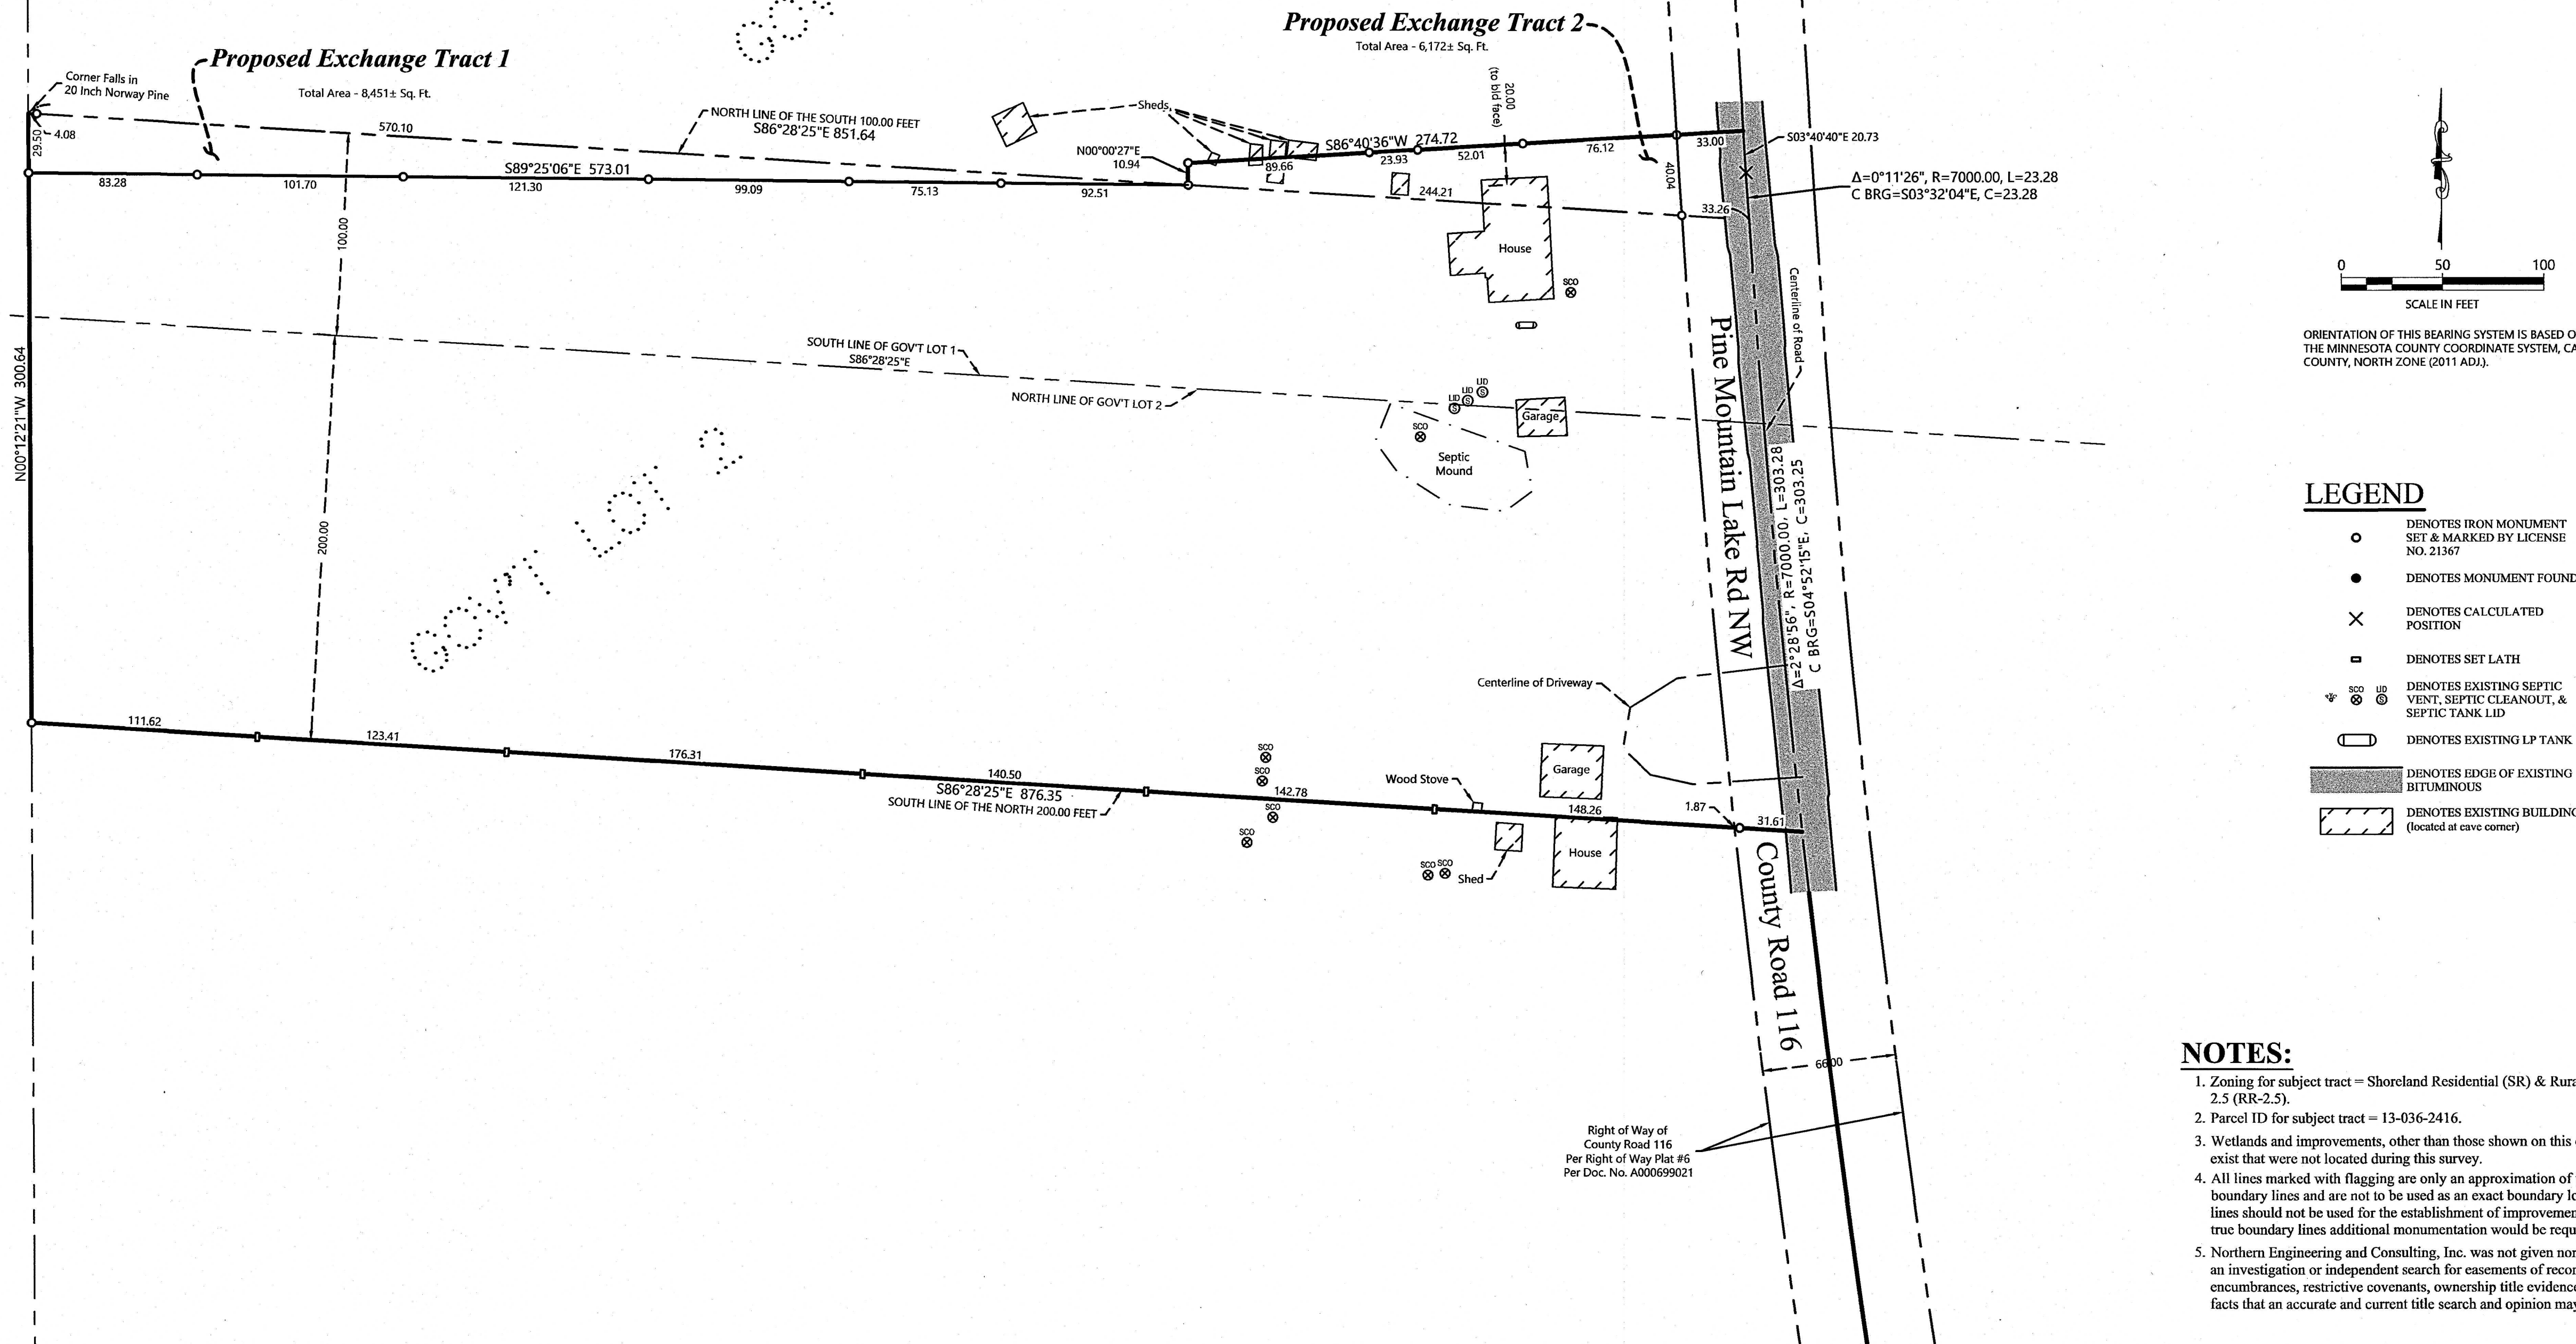 GOV'
Proposed Exchange Tract 1
Total Area - 8,451± Sq. Ft.
Corner Falls in
20 Inch Norway Pine
4.08
29.50
570.10
NORTH LINE OF THE SOUTH 100.00 FEET
S86°28'25"E 851.64
S89°25'06"E 573.01
83.28
101.70
121.30
99.09
75.13
92.51
Proposed Exchange Tract 2
Total Area - 6,172± Sq. Ft.
Sheds
N00°00'27"E
10.94
20.00
(to bld face)
S86°40'36"W 274.72
89.66
23.93
52.01
76.12
33.00
S03°40'40"E 20.73
40.04
244.21
33.26
Δ=0°11'26", R=7000.00, L=23.28
C BRG=S03°32'04"E, C=23.28
House
SCO
100.00
N00°12'21"W 300.64
SOUTH LINE OF GOV'T LOT 1
S86°28'25"E
NORTH LINE OF GOV'T LOT 2
LID
LID
LID
Garage
SCO
Septic
Mound
Pine Mountain Lake Rd NW
Centerline of Road
Δ=2°28'56", R=7000.00, L=303.28
C BRG=S04°52'15"E, C=303.25
GOV'T LOT 2
200.00
Centerline of Driveway
111.62
123.41
176.31
140.50
S86°28'25"E 876.35
SOUTH LINE OF THE NORTH 200.00 FEET
SCO
SCO
142.78
SCO
SCO
Wood Stove
Garage
148.26
1.87
31.61
SCO SCO
Shed
House
County Road 116
66.00
Right of Way of
County Road 116
Per Right of Way Plat #6
Per Doc. No. A000699021
0 50 100
SCALE IN FEET
ORIENTATION OF THIS BEARING SYSTEM IS BASED O
THE MINNESOTA COUNTY COORDINATE SYSTEM, CA
COUNTY, NORTH ZONE (2011 ADJ.).
LEGEND
DENOTES IRON MONUMENT
SET & MARKED BY LICENSE
NO. 21367
DENOTES MONUMENT FOUND
DENOTES CALCULATED
POSITION
DENOTES SET LATH
SCO LID
DENOTES EXISTING SEPTIC
VENT, SEPTIC CLEANOUT, &
SEPTIC TANK LID
DENOTES EXISTING LP TANK
DENOTES EDGE OF EXISTING
BITUMINOUS
DENOTES EXISTING BUILDING
(located at eave corner)
NOTES:
1. Zoning for subject tract = Shoreland Residential (SR) & Rura
2.5 (RR-2.5).
2. Parcel ID for subject tract = 13-036-2416.
3. Wetlands and improvements, other than those shown on this
exist that were not located during this survey.
4. All lines marked with flagging are only an approximation of
boundary lines and are not to be used as an exact boundary lo
lines should not be used for the establishment of improvemen
true boundary lines additional monumentation would be requ
5. Northern Engineering and Consulting, Inc. was not given nor
an investigation or independent search for easements of recor
encumbrances, restrictive covenants, ownership title evidence
facts that an accurate and current title search and opinion may